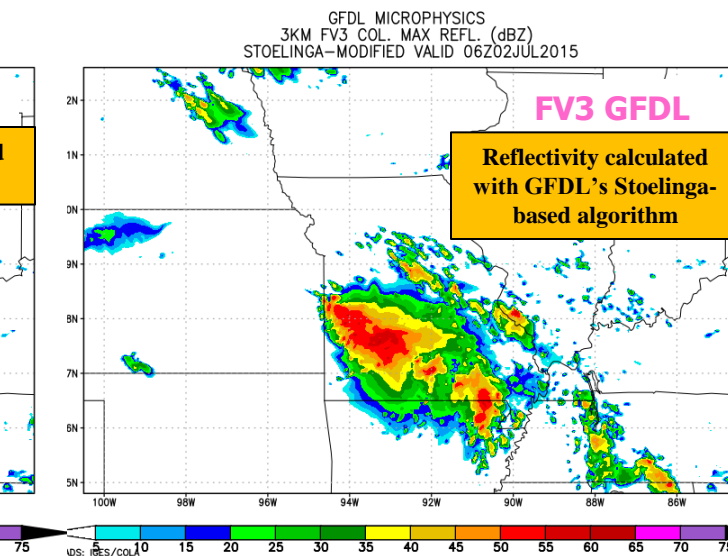 GFDL MICROPHYSICS
3KM FV3 COL. MAX REFL. (dBZ)
STOELINGA-MODIFIED VALID 06Z02JUL2015
FV3 GFDL
Reflectivity calculated
with GFDL's Stoelinga-
based algorithm
2N
1N
0N
9N
8N
7N
6N
5N
100W 98W 96W 94W 92W 90W 88W 86W
75 5 10 15 20 25 30 35 40 45 50 55 60 65 70